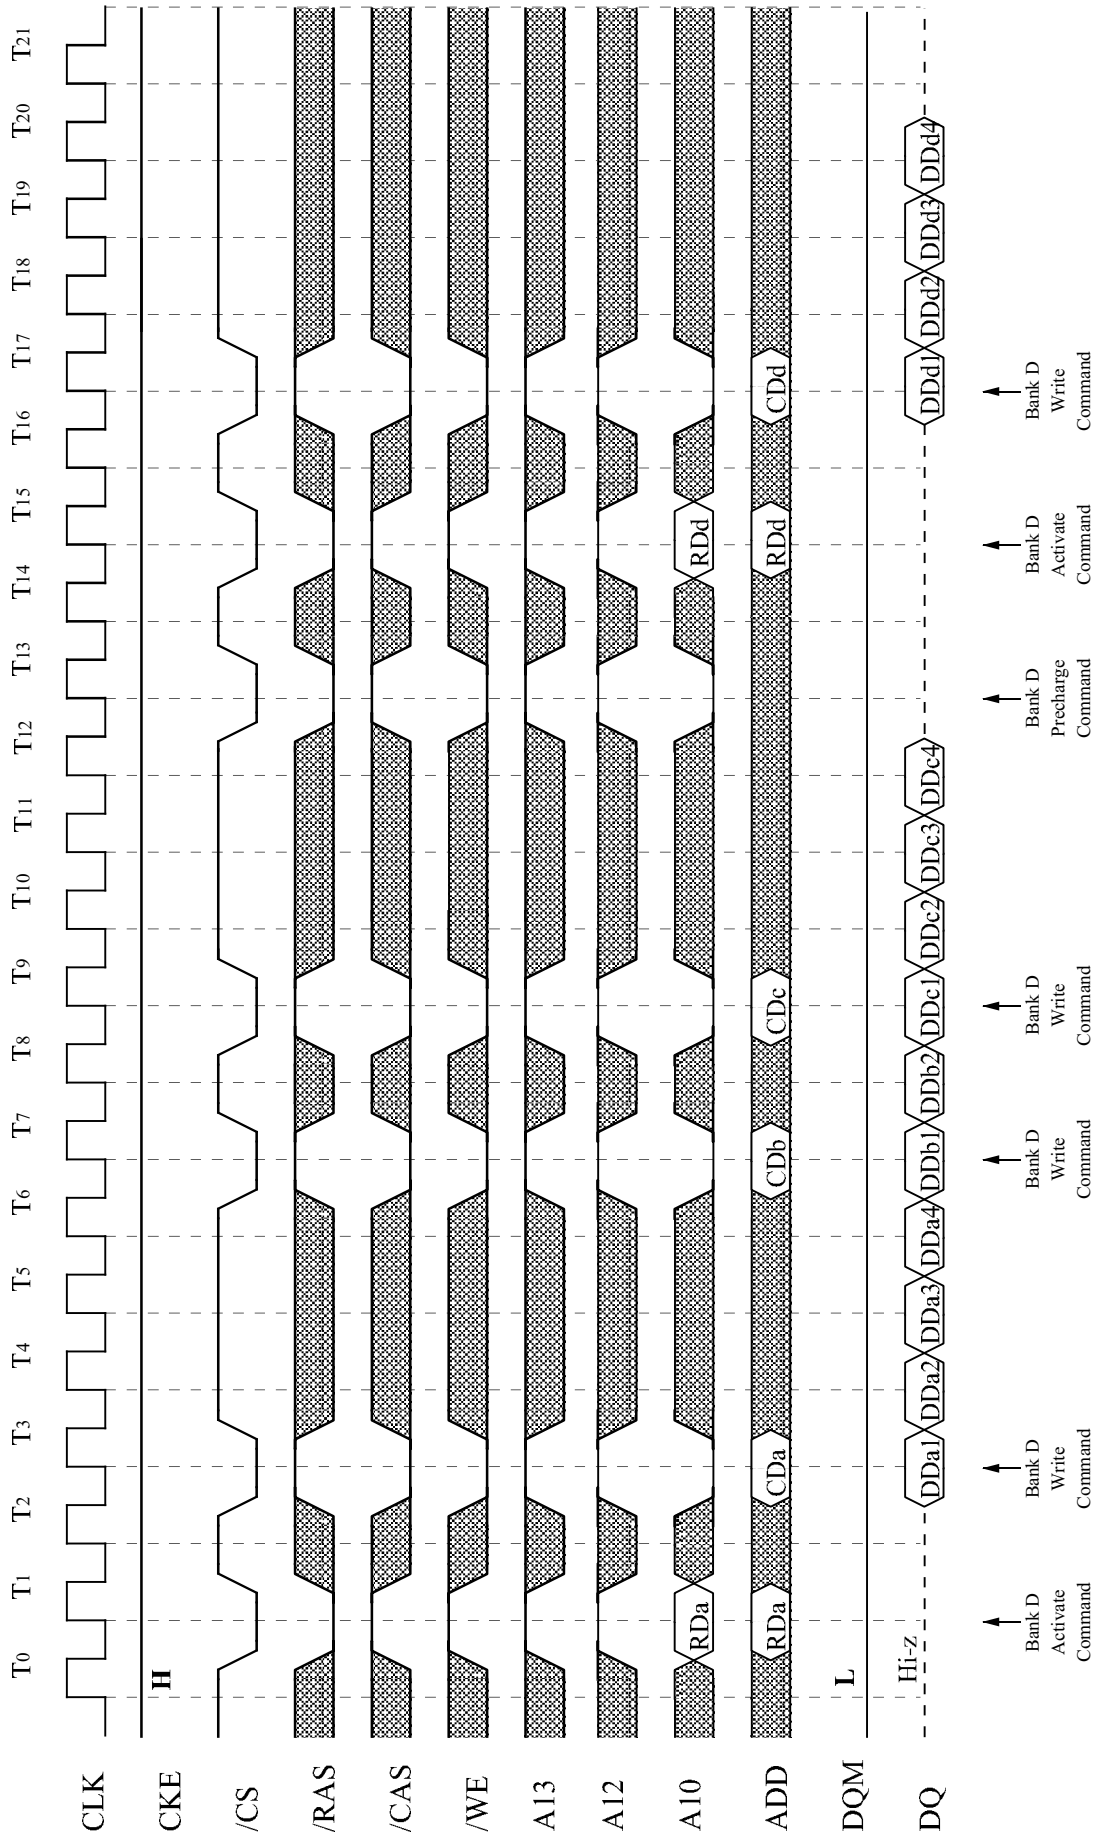 T0 T1 T2 T3 T4 T5 T6 T7 T8 T9 T10 T11 T12 T13 T14 T15 T16 T17 T18 T19 T20 T21
CLK
CKE
H
/CS
/RAS
/CAS
/WE
A13
A12
A10
RDa
RDd
ADD
RDa
CDa
CDb
CDc
RDd
CDd
DQM
L
DQ
Hi-z
DDa1
DDa2
DDa3
DDa4
DDb1
DDb2
DDc1
DDc2
DDc3
DDc4
DDd1
DDd2
DDd3
DDd4
Bank D
Activate
Command
Bank D
Write
Command
Bank D
Write
Command
Bank D
Write
Command
Bank D
Precharge
Command
Bank D
Activate
Command
Bank D
Write
Command